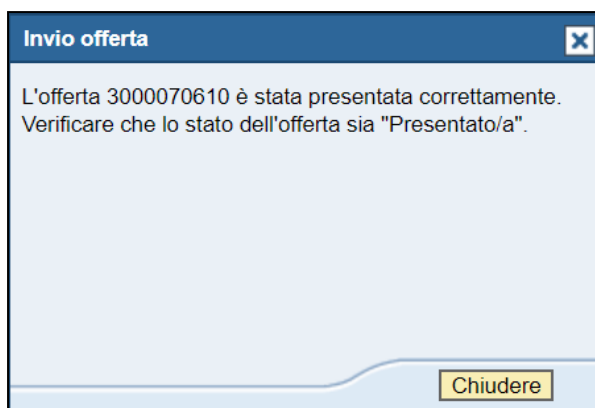 Invio offerta
L'offerta 3000070610 è stata presentata correttamente.
Verificare che lo stato dell'offerta sia "Presentato/a".
Chiudere